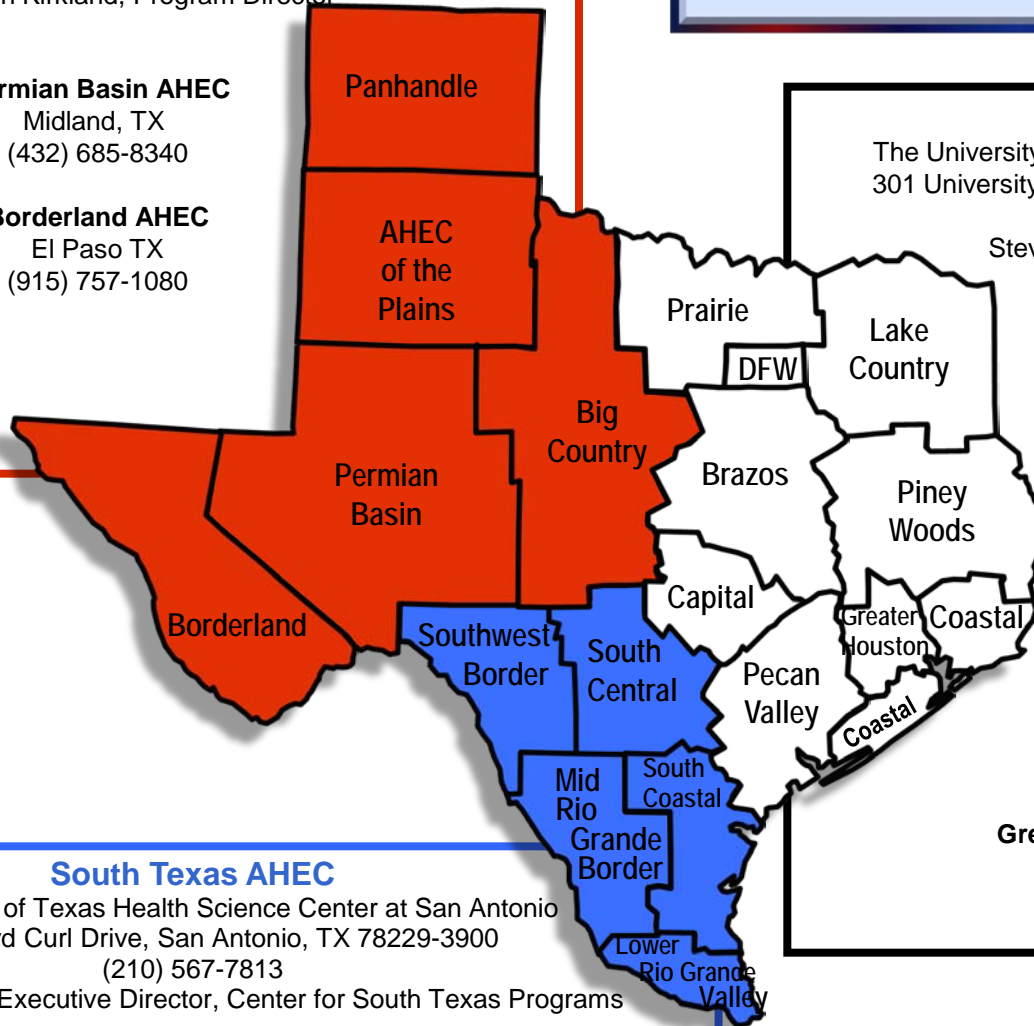 Kirkland, Program Director
Basin AHEC
Midland, TX
(432) 685-8340
Borderland AHEC
El Paso TX
(915) 757-1080
The University
301 University
Panhandle
AHEC
of the
Plains
Prairie
DFW
Lake
Country
Big
Country
Permian
Basin
Brazos
Piney
Woods
Borderland
Capital
Greater
Houston
Coastal
Southwest
Border
South
Central
Pecan
Valley
Coastal
Mid
Rio
Grande
Border
South
Coastal
Lower
Rio Grande
Valley
South Texas AHEC
of Texas Health Science Center at San Antonio
Curl Drive, San Antonio, TX 78229-3900
(210) 567-7813
Executive Director, Center for South Texas Programs